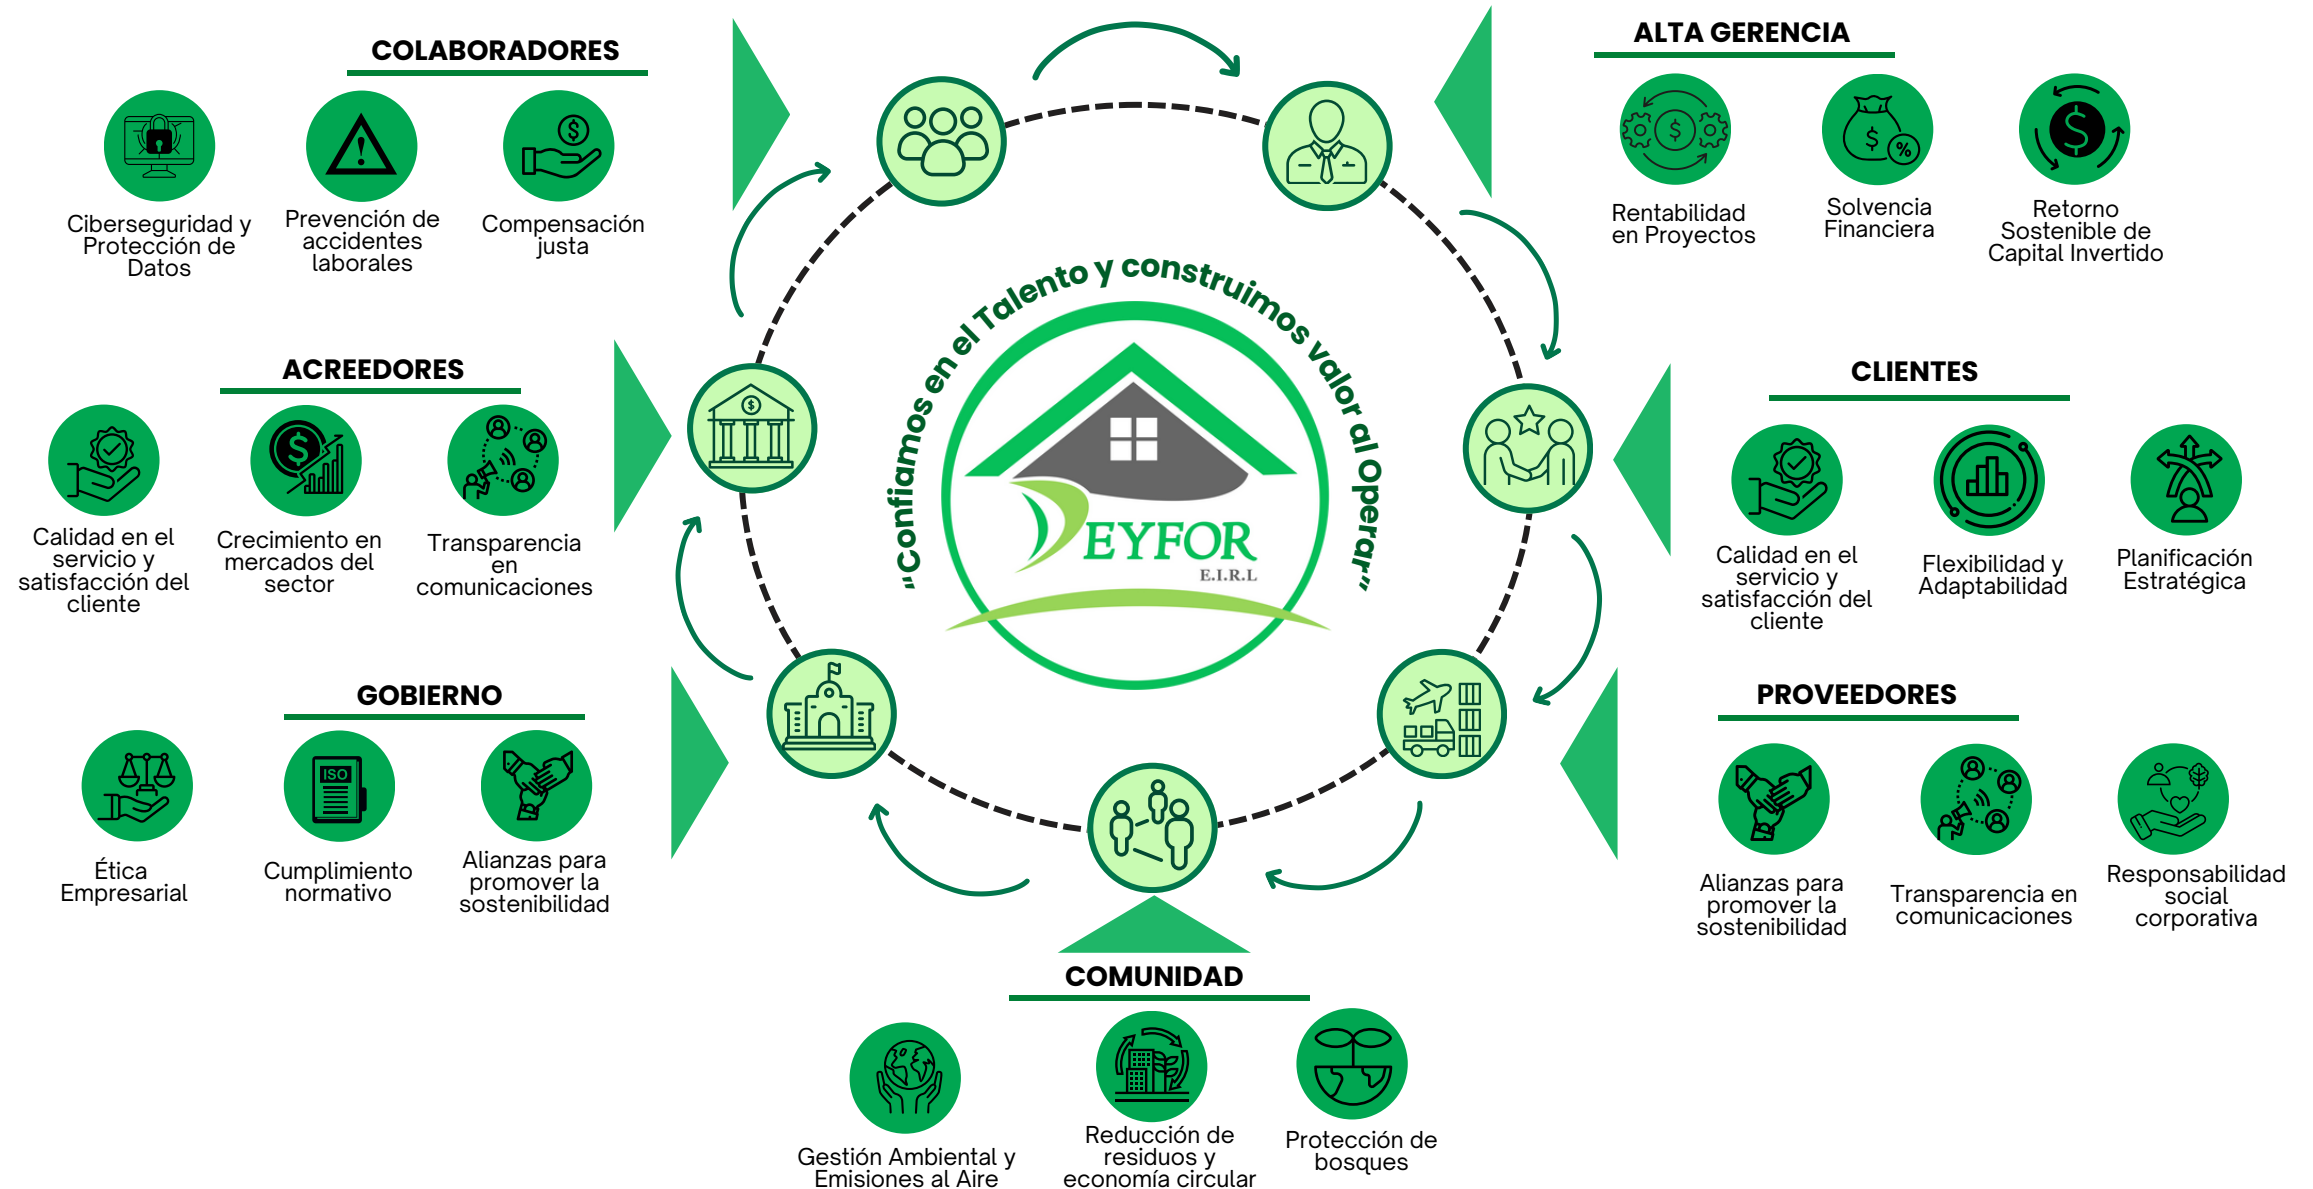 COLABORADORES
Ciberseguridad y
Protección de
Datos
Prevención de
accidentes
laborales
Compensación
justa
ALTA GERENCIA
Rentabilidad
en Proyectos
Solvencia
Financiera
Retorno
Sostenible de
Capital Invertido
ACREEDORES
Calidad en el
servicio y
satisfacción del
cliente
Crecimiento en
mercados del
sector
Transparencia
en
comunicaciones
"Confiamos en el Talento y construimos valor al Operar"
DEYFOR
E.I.R.L
CLIENTES
Calidad en el
servicio y
satisfacción del
cliente
Flexibilidad y
Adaptabilidad
Planificación
Estratégica
GOBIERNO
Ética
Empresarial
ISO
Cumplimiento
normativo
Alianzas para
promover la
sostenibilidad
PROVEEDORES
Alianzas para
promover la
sostenibilidad
Transparencia en
comunicaciones
Responsabilidad
social
corporativa
COMUNIDAD
Gestión Ambiental y
Emisiones al Aire
Reducción de
residuos y
economía circular
Protección de
bosques